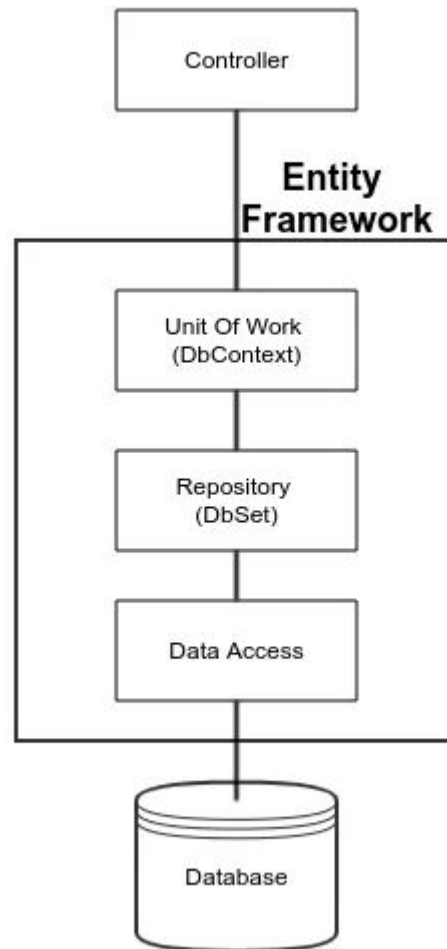 Controller
Entity
Framework
Unit Of Work
(DbContext)
Repository
(DbSet)
Data Access
Database